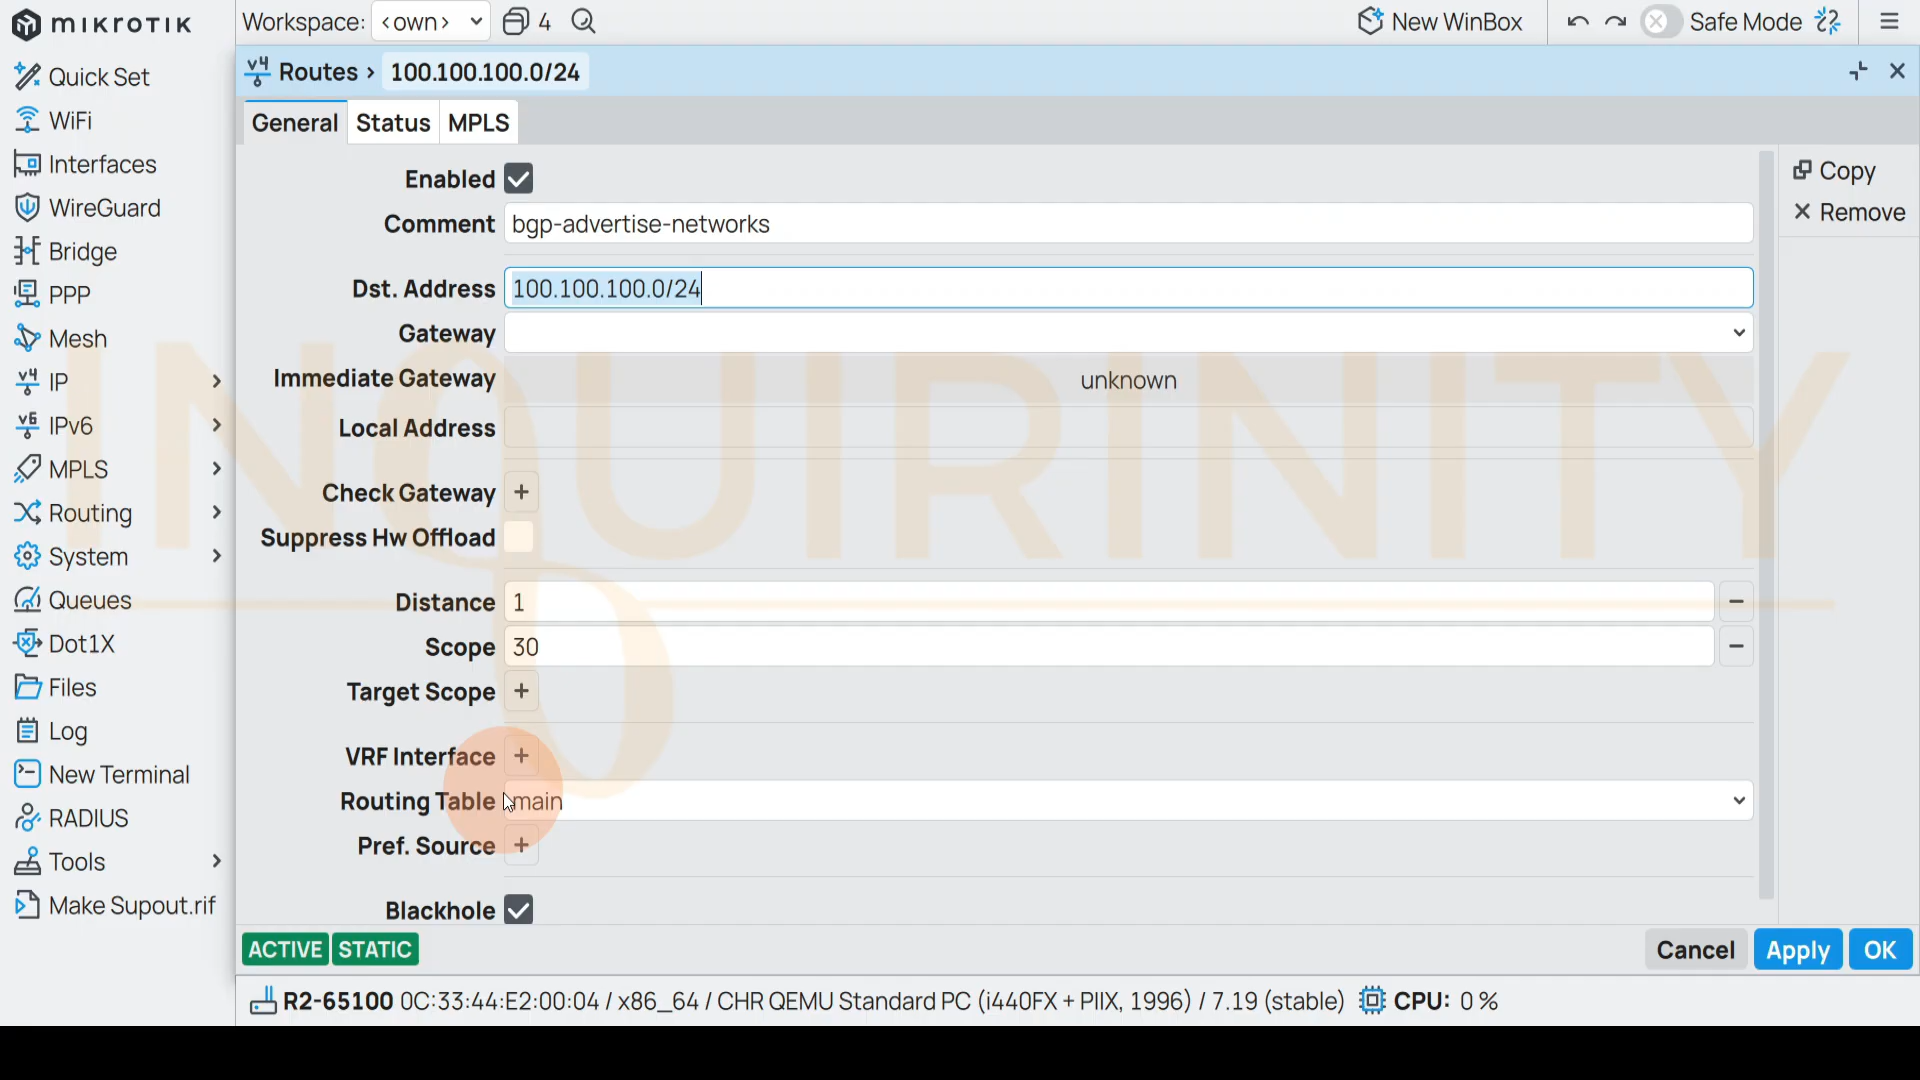 MIKROTIK
Workspace: <own> 4
New WinBox
Safe Mode
Quick Set
WiFi
Interfaces
WireGuard
Bridge
PPP
Mesh
v4 IP
v6 IPv6
MPLS
Routing
System
Queues
Dot1X
Files
Log
New Terminal
RADIUS
Tools
Make Supout.rif
v4 Routes > 100.100.100.0/24
General Status MPLS
Enabled
Comment bgp-advertise-networks
Dst. Address 100.100.100.0/24
Gateway
Immediate Gateway unknown
Local Address
Check Gateway +
Suppress Hw Offload
Distance 1 −
Scope 30 −
Target Scope +
VRF Interface +
Routing Table main
Pref. Source +
Blackhole
Copy
Remove
ACTIVE STATIC
Cancel Apply OK
R2-65100 0C:33:44:E2:00:04 / x86_64 / CHR QEMU Standard PC (i440FX + PIIX, 1996) / 7.19 (stable) CPU: 0 %
INQUIRINITY